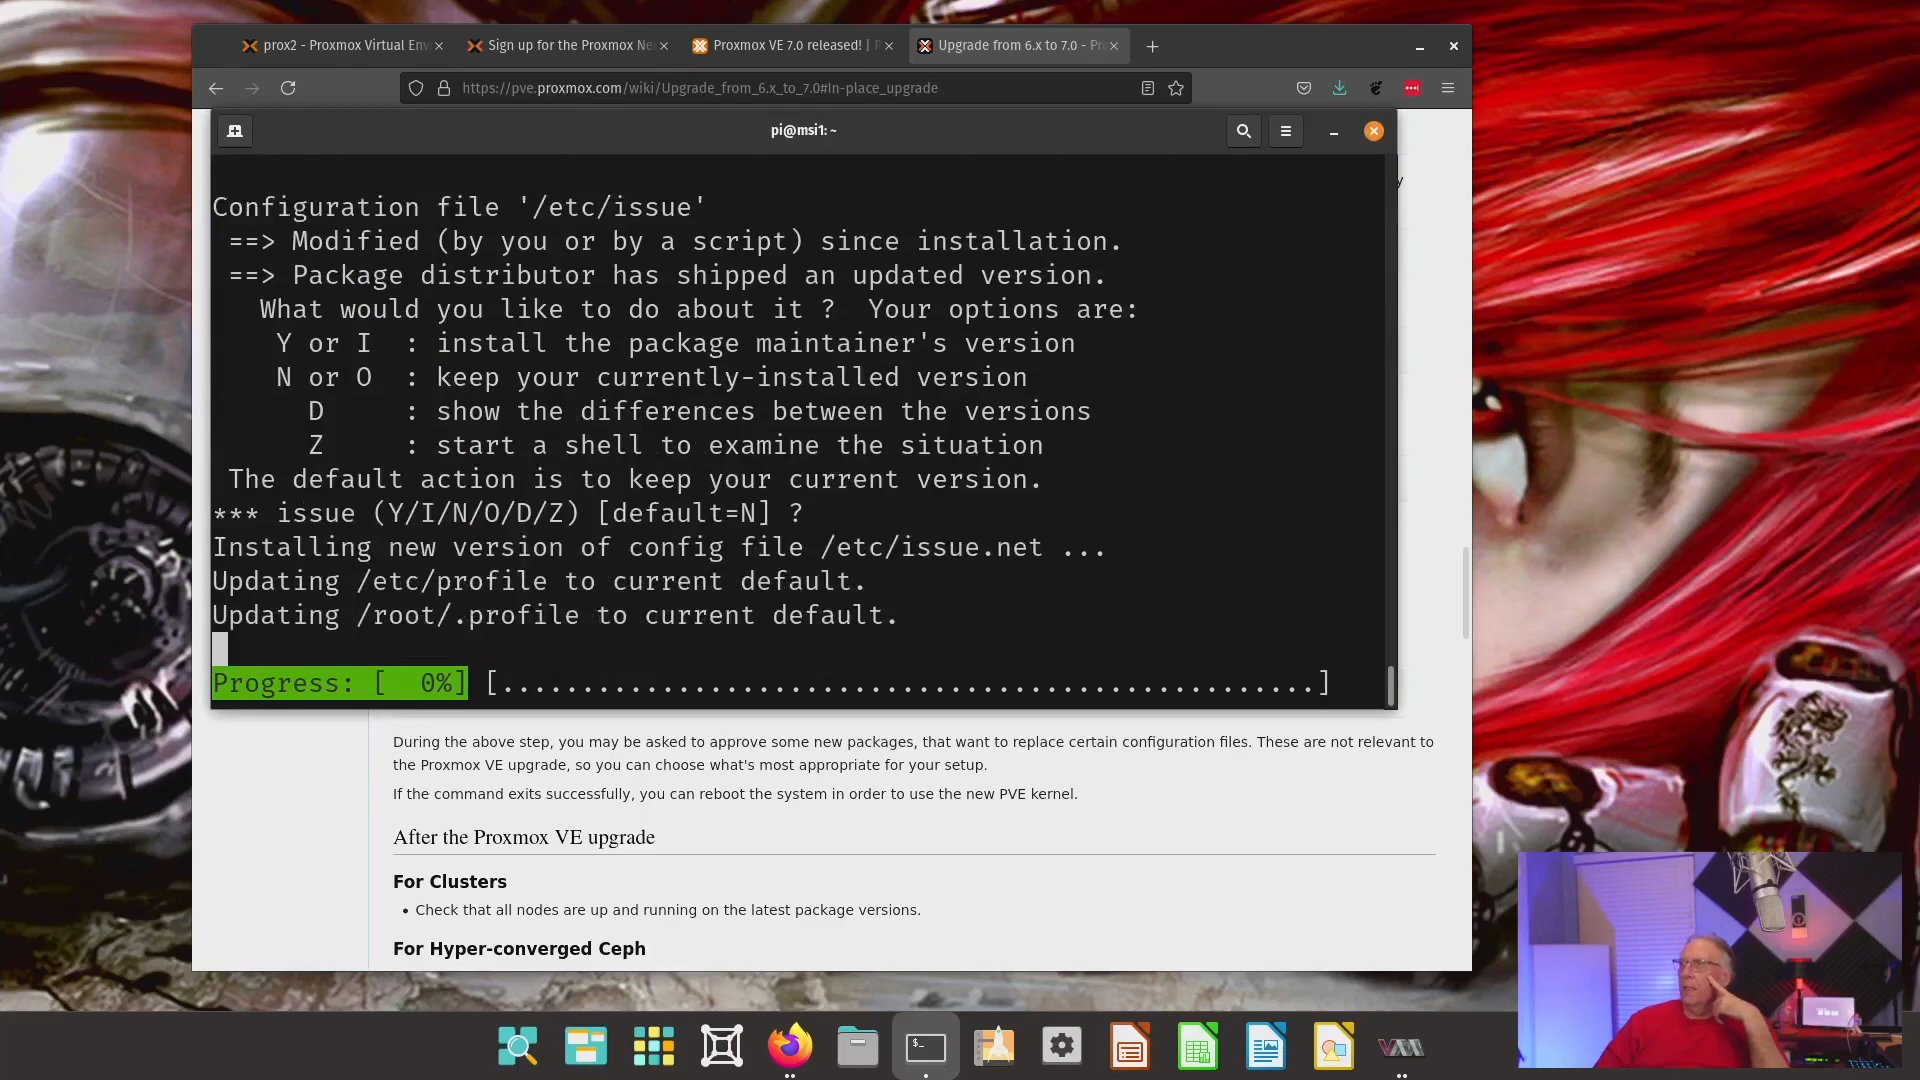 prox2 - Proxmox Virtual Env
Sign up for the Proxmox Ne
Proxmox VE 7.0 released! | P
Upgrade from 6.x to 7.0 - Pr
https://pve.proxmox.com/wiki/Upgrade_from_6.x_to_7.0#In-place_upgrade
pi@msi1: ~
y
Configuration file '/etc/issue'
==> Modified (by you or by a script) since installation.
==> Package distributor has shipped an updated version.
What would you like to do about it ?  Your options are:
Y or I  : install the package maintainer's version
N or O  : keep your currently-installed version
D     : show the differences between the versions
Z     : start a shell to examine the situation
The default action is to keep your current version.
*** issue (Y/I/N/O/D/Z) [default=N] ?
Installing new version of config file /etc/issue.net ...
Updating /etc/profile to current default.
Updating /root/.profile to current default.
Progress: [  0%] [...................................................]
During the above step, you may be asked to approve some new packages, that want to replace certain configuration files. These are not relevant to
the Proxmox VE upgrade, so you can choose what's most appropriate for your setup.
If the command exits successfully, you can reboot the system in order to use the new PVE kernel.
After the Proxmox VE upgrade
For Clusters
• Check that all nodes are up and running on the latest package versions.
For Hyper-converged Ceph
$_